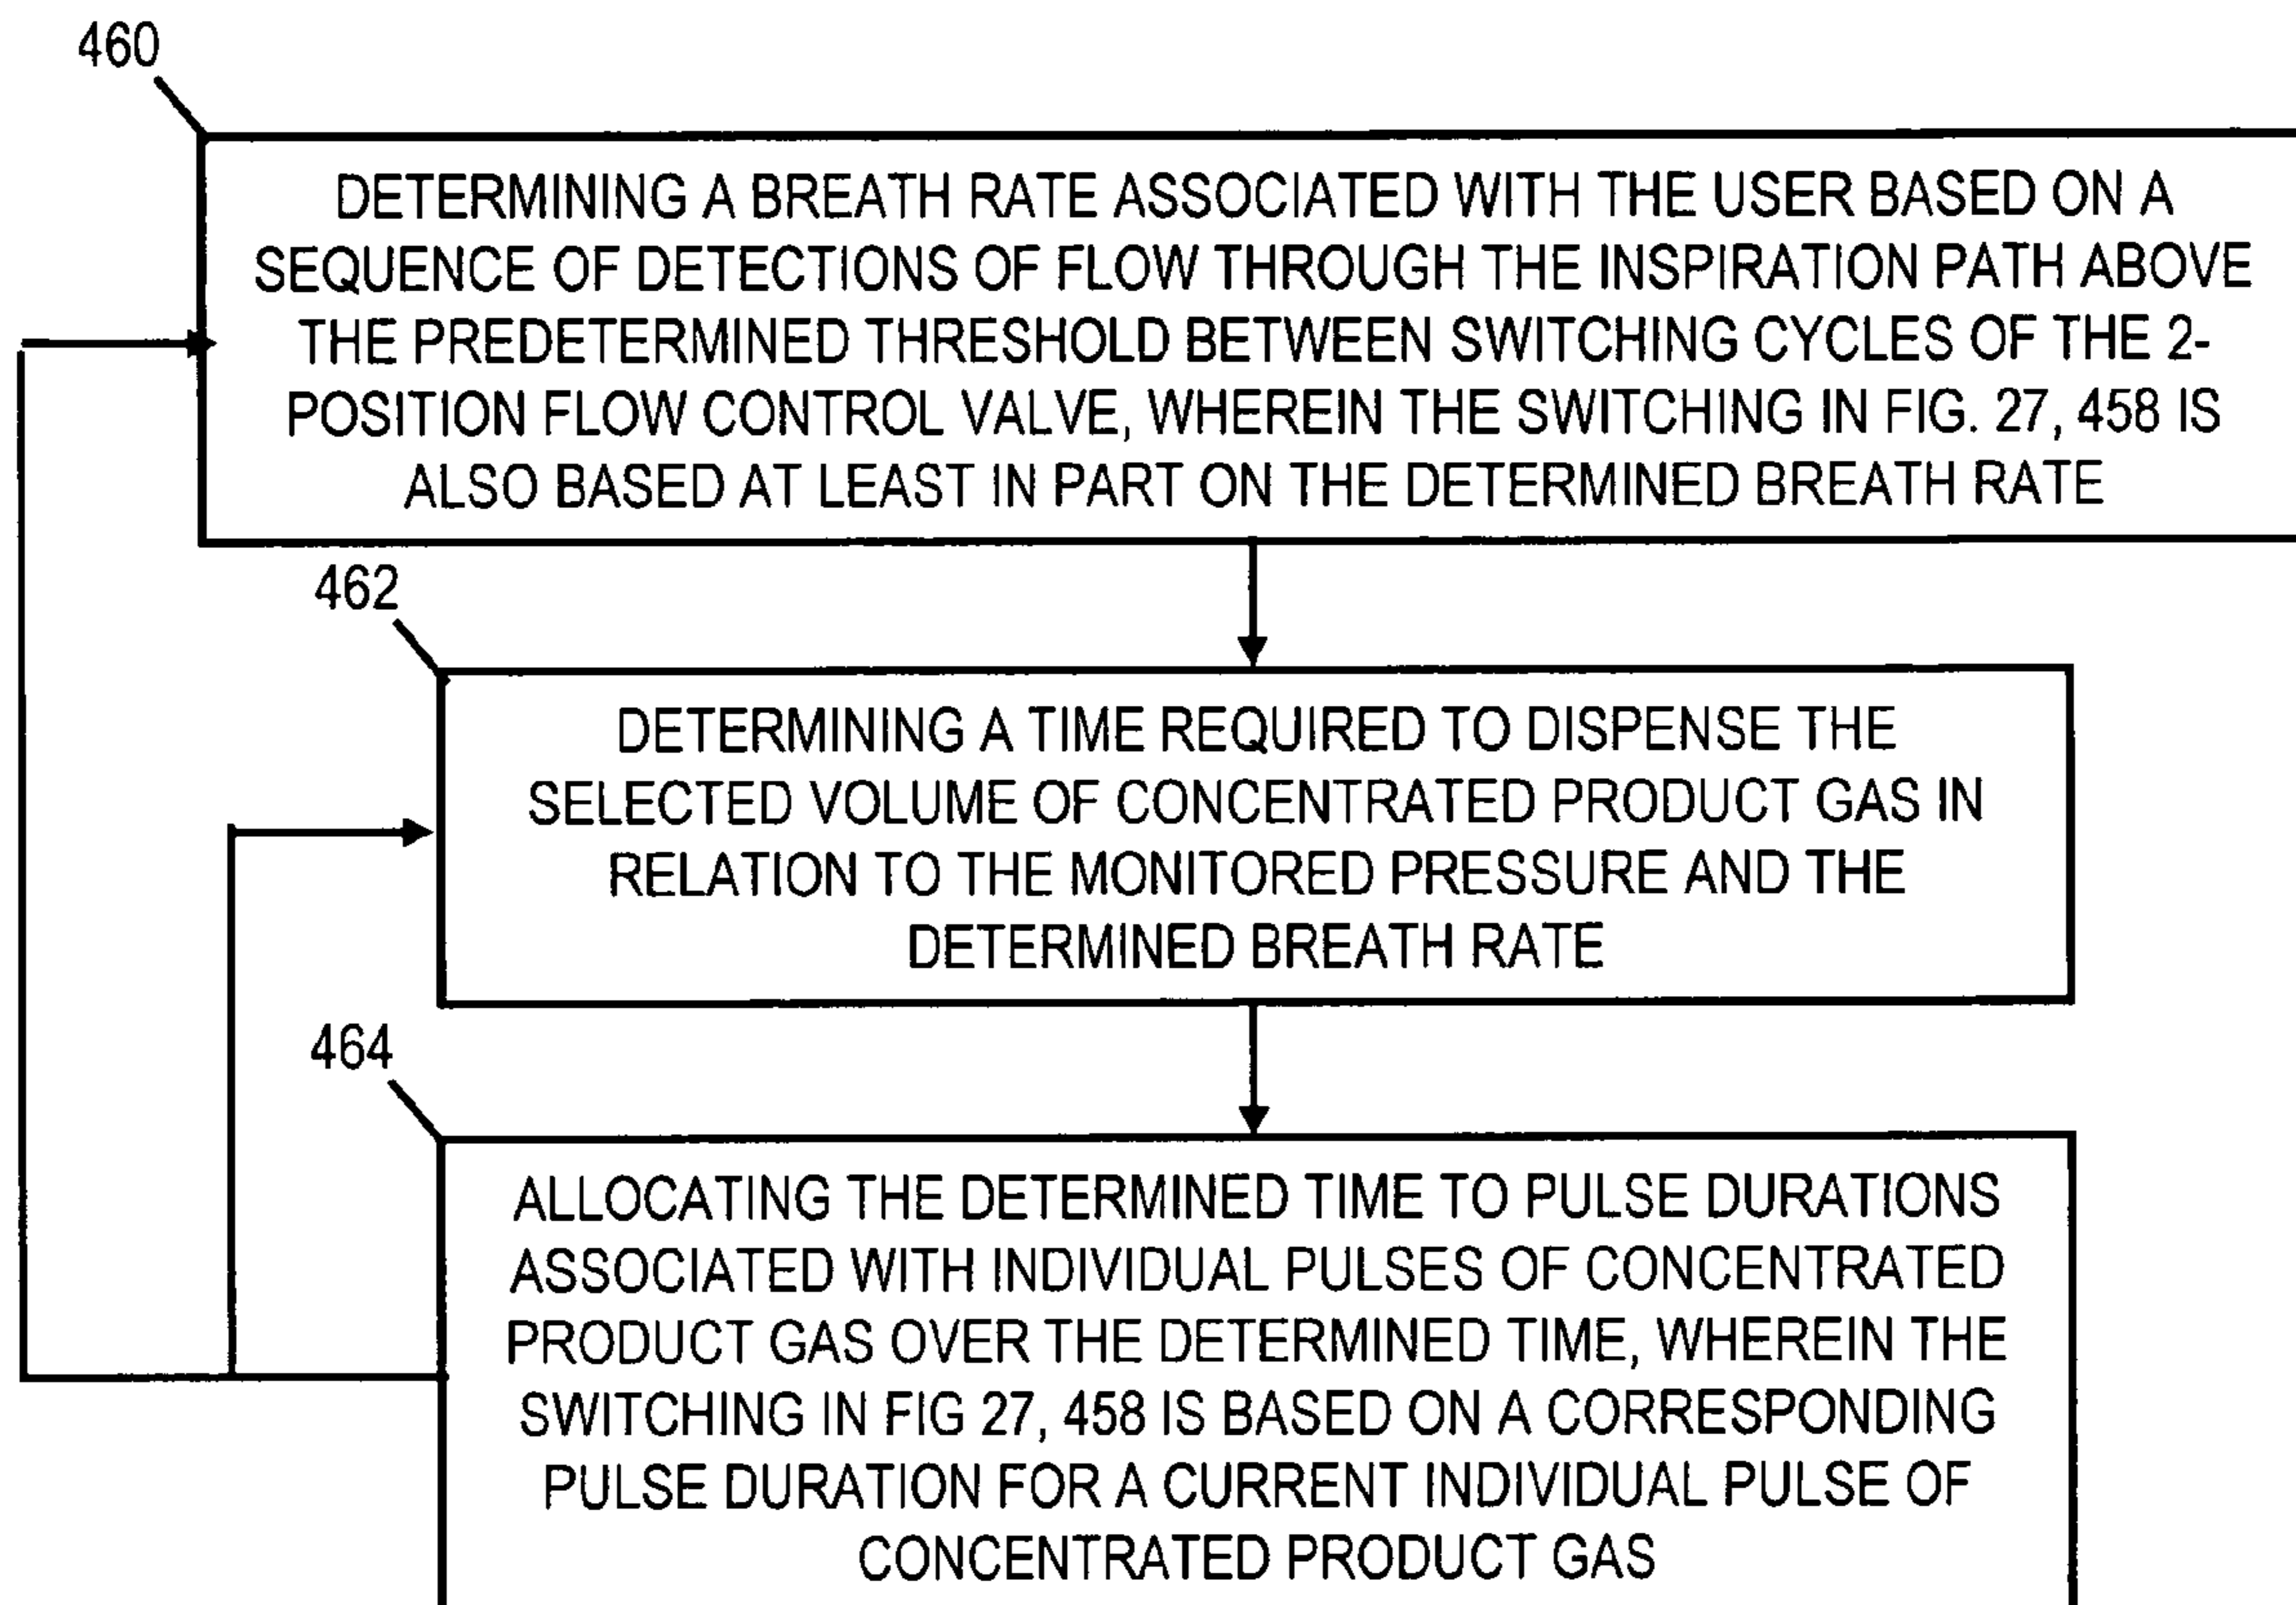 460
DETERMINING A BREATH RATE ASSOCIATED WITH THE USER BASED ON A
SEQUENCE OF DETECTIONS OF FLOW THROUGH THE INSPIRATION PATH ABOVE
THE PREDETERMINED THRESHOLD BETWEEN SWITCHING CYCLES OF THE 2-
POSITION FLOW CONTROL VALVE, WHEREIN THE SWITCHING IN FIG. 27, 458 IS
ALSO BASED AT LEAST IN PART ON THE DETERMINED BREATH RATE
462
DETERMINING A TIME REQUIRED TO DISPENSE THE
SELECTED VOLUME OF CONCENTRATED PRODUCT GAS IN
RELATION TO THE MONITORED PRESSURE AND THE
DETERMINED BREATH RATE
464
ALLOCATING THE DETERMINED TIME TO PULSE DURATIONS
ASSOCIATED WITH INDIVIDUAL PULSES OF CONCENTRATED
PRODUCT GAS OVER THE DETERMINED TIME, WHEREIN THE
SWITCHING IN FIG 27, 458 IS BASED ON A CORRESPONDING
PULSE DURATION FOR A CURRENT INDIVIDUAL PULSE OF
CONCENTRATED PRODUCT GAS